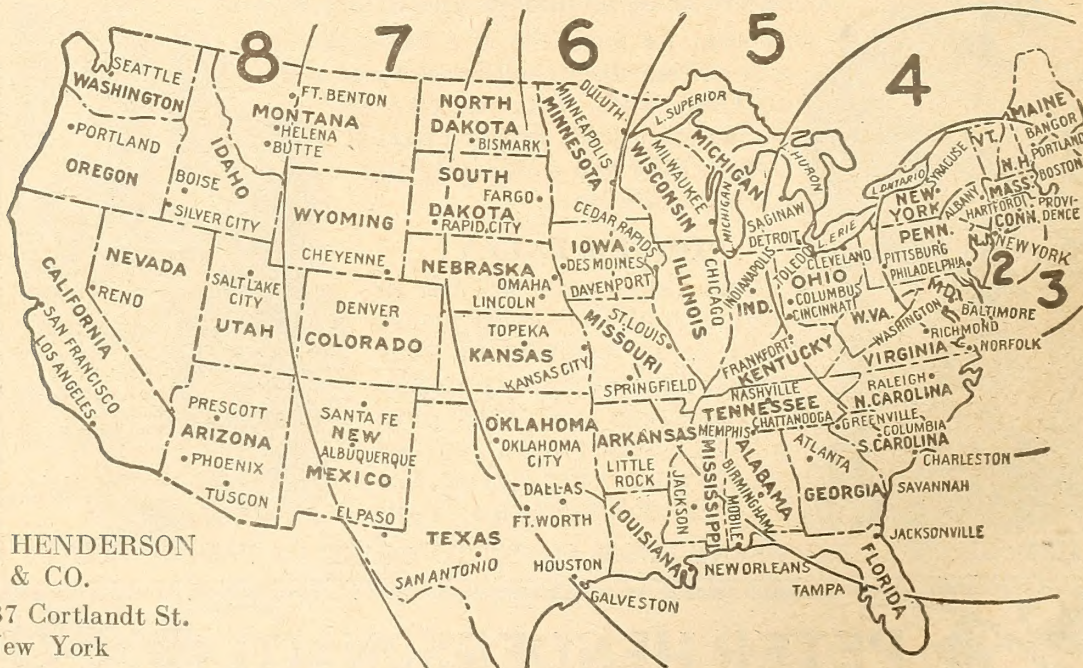 8
7
6
5
4
2
3
SEATTLE
WASHINGTON
PORTLAND
OREGON
IDAHO
BOISE
SILVER CITY
FT. BENTON
MONTANA
HELENA
BUTTE
WYOMING
CHEYENNE
NEVADA
RENO
CALIFORNIA
SAN FRANCISCO
LOS ANGELES
SALT LAKE
CITY
UTAH
DENVER
COLORADO
PRESCOTT
ARIZONA
PHOENIX
TUSCON
SANTA FE
NEW
ALBUQUERQUE
MEXICO
EL PASO
NORTH
DAKOTA
BISMARK
SOUTH
FARGO
DAKOTA
RAPID CITY
NEBRASKA
OMAHA
LINCOLN
TOPEKA
KANSAS
KANSAS CITY
OKLAHOMA
OKLAHOMA
CITY
DALLAS
FT. WORTH
TEXAS
SAN ANTONIO
HOUSTON
GALVESTON
DULUTH
MINNEAPOLIS
MINNESOTA
CEDAR RAPIDS
IOWA
DES MOINES
DAVENPORT
ST. LOUIS
MISSOURI
SPRINGFIELD
ARKANSAS
LITTLE
ROCK
LOUISIANA
NEW ORLEANS
L. SUPERIOR
WISCONSIN
MILWAUKEE
MICHIGAN
L. MICHIGAN
L. HURON
SAGINAW
DETROIT
ILLINOIS
CHICAGO
INDIANAPOLIS
IND.
TOLEDO
L. ERIE
CLEVELAND
OHIO
COLUMBUS
CINCINNATI
FRANKFORT
KENTUCKY
NASHVILLE
TENNESSEE
MEMPHIS
CHATTANOOGA
MISSISSIPPI
JACKSON
ALABAMA
BIRMINGHAM
MOBILE
ATLANTA
GEORGIA
SAVANNAH
JACKSONVILLE
FLORIDA
TAMPA
MAINE
BANGOR
PORTLAND
VT.
N.H.
BOSTON
MASS.
L. ONTARIO
SYRACUSE
NEW
YORK
ALBANY
HARTFORD
CONN.
PROVI-
DENCE
PENN.
PITTSBURG
PHILADELPHIA
N.J.
NEW YORK
MD.
BALTIMORE
W.VA.
WASHINGTON
RICHMOND
VIRGINIA
NORFOLK
RALEIGH
N. CAROLINA
GREENVILLE
COLUMBIA
S. CAROLINA
CHARLESTON
HENDERSON
& CO.
37 Cortlandt St.
New York